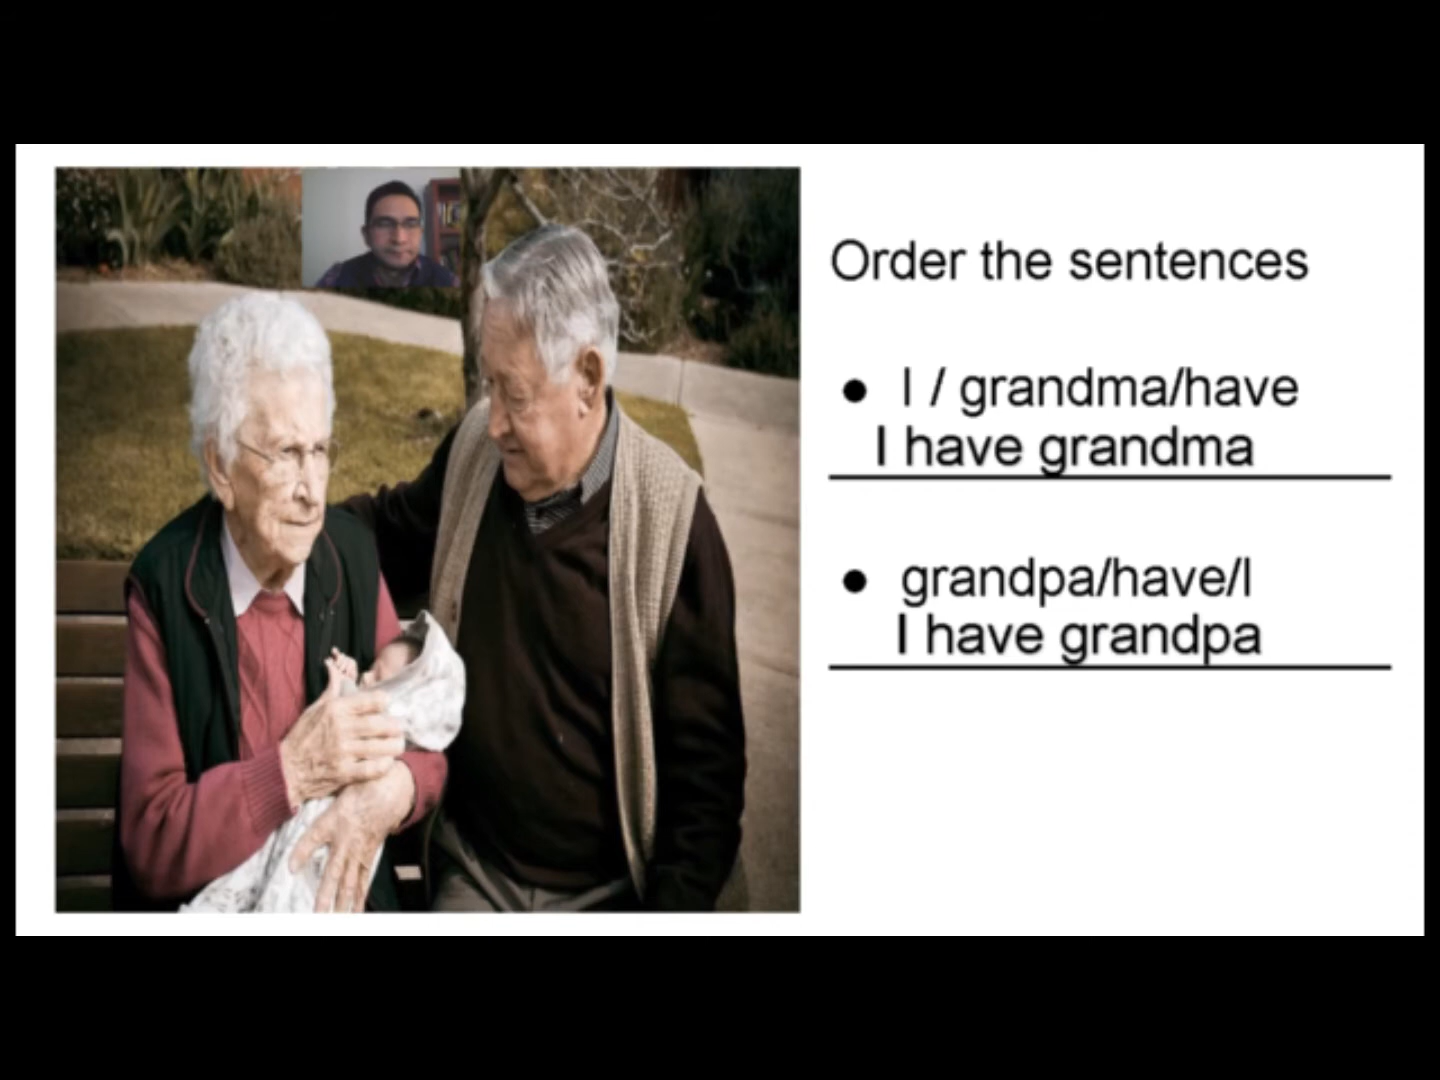 Order the sentences
● I / grandma/have
I have grandma
● grandpa/have/I
I have grandpa